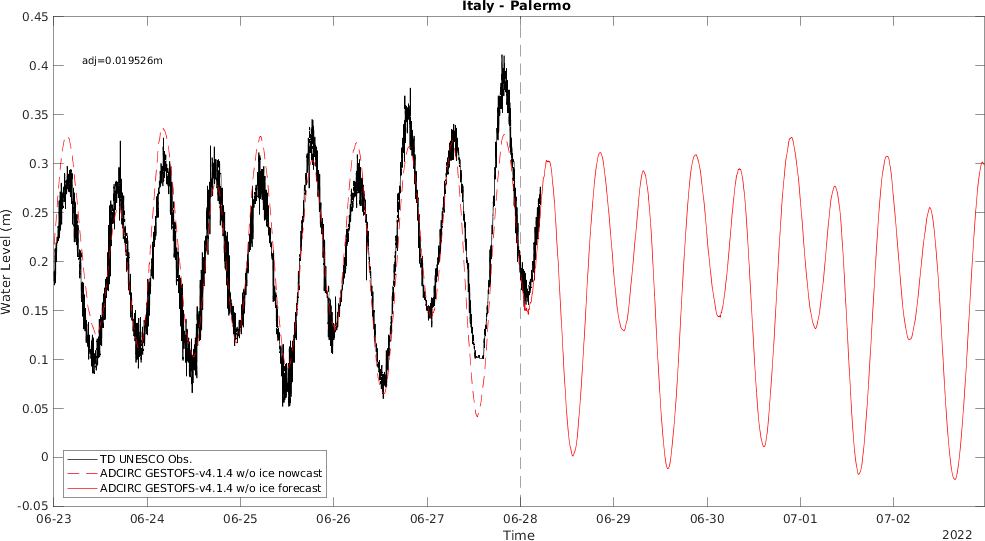 Italy - Palermo
adj=0.019526m
Water Level (m)
0.45
0.4
0.35
0.3
0.25
0.2
0.15
0.1
0.05
0
-0.05
TD UNESCO Obs.
ADCIRC GESTOFS-v4.1.4 w/o ice nowcast
ADCIRC GESTOFS-v4.1.4 w/o ice forecast
06-23 06-24 06-25 06-26 06-27 06-28 06-29 06-30 07-01 07-02
Time
2022